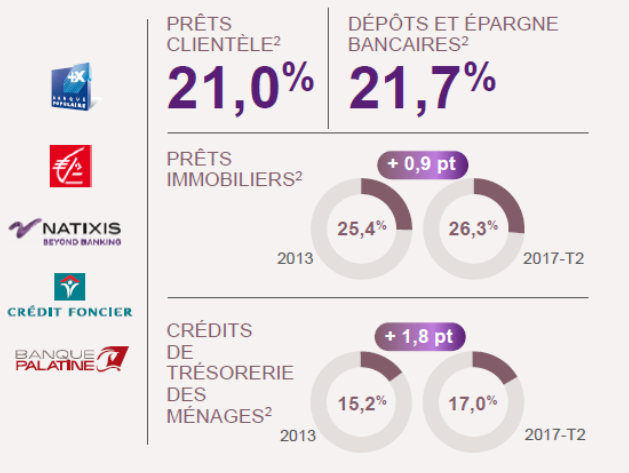 PRÊTS
CLIENTÈLE²
21,0%
DÉPÔTS ET ÉPARGNE
BANCAIRES²
21,7%
BANQUE
POPULAIRE
PRÊTS
IMMOBILIERS²
+ 0,9 pt
25,4%
26,3%
2013
2017-T2
NATIXIS
BEYOND BANKING
CRÉDIT FONCIER
BANQUE
PALATINE
CRÉDITS
DE
TRÉSORERIE
DES
MÉNAGES²
+ 1,8 pt
15,2%
17,0%
2013
2017-T2